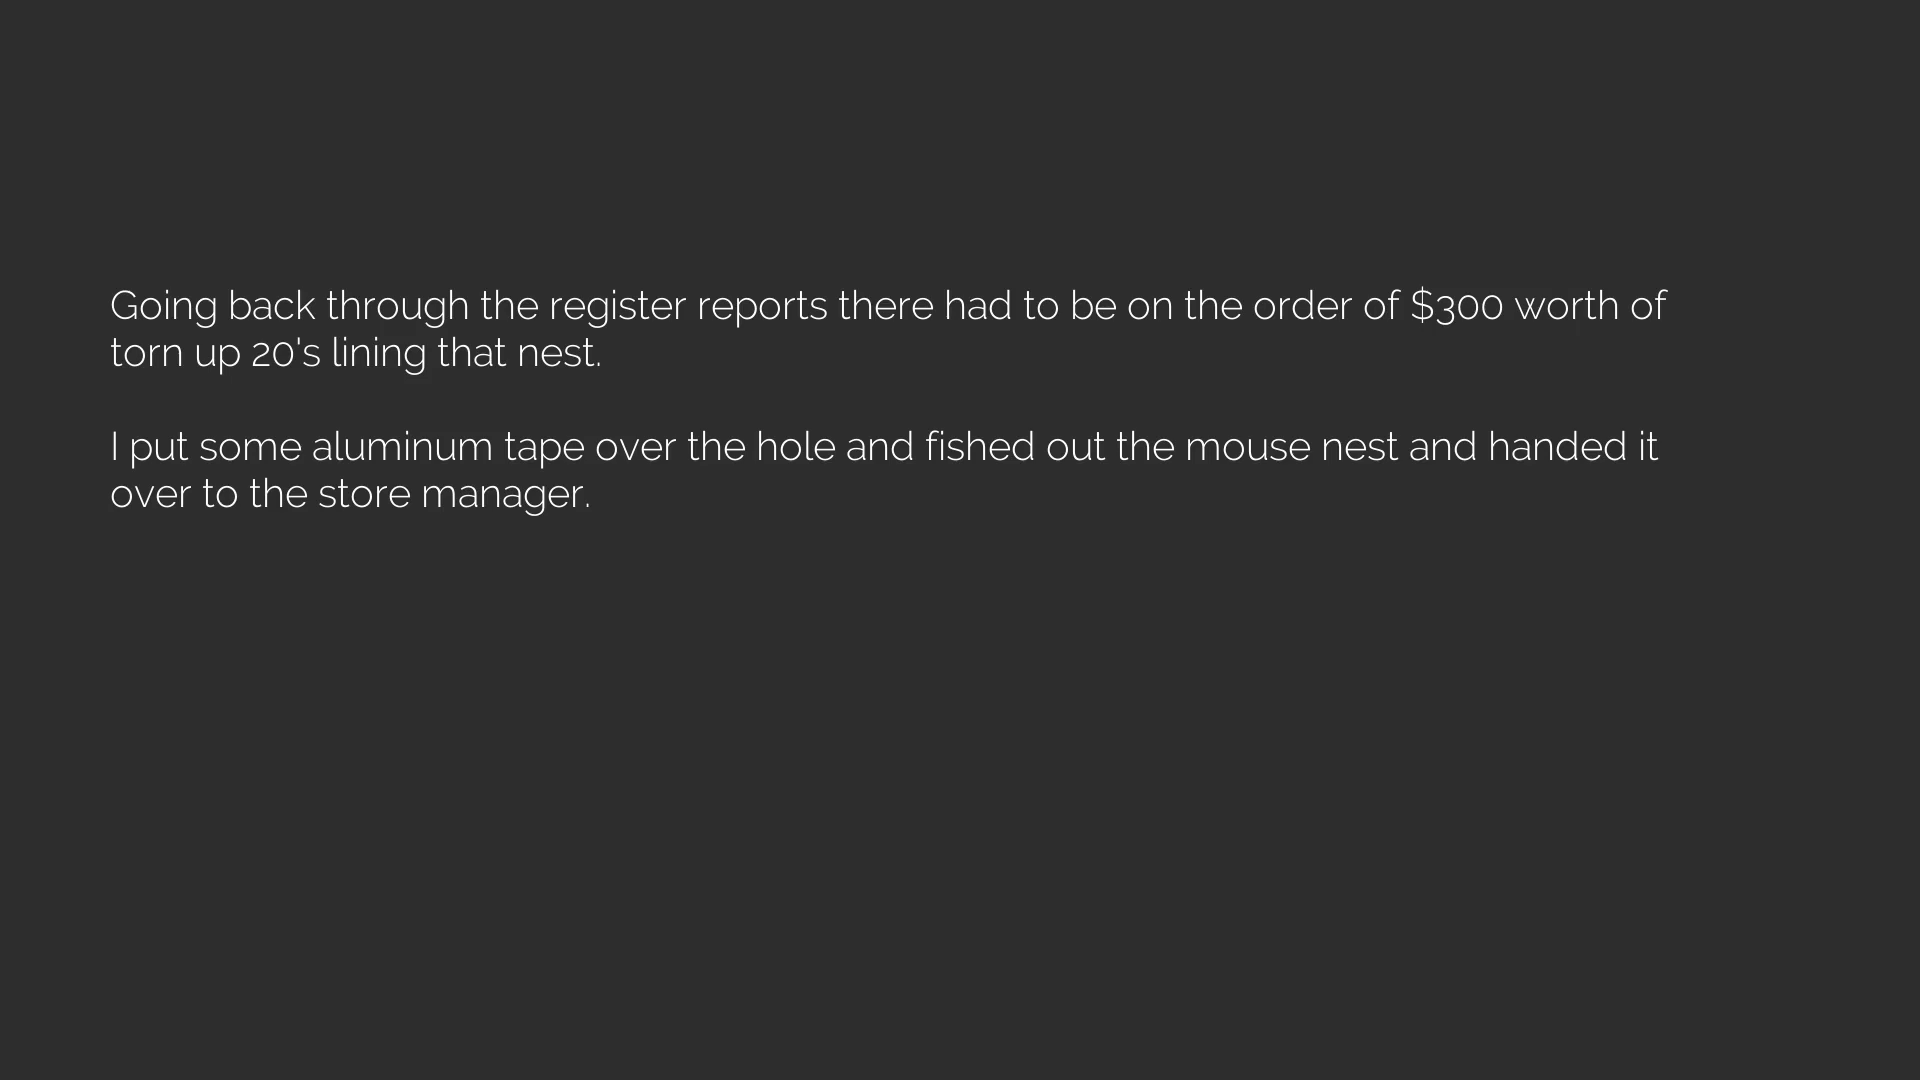 Going back through the register reports there had to be on the order of $300 worth of
torn up 20's lining that nest.
I put some aluminum tape over the hole and fished out the mouse nest and handed it
over to the store manager.